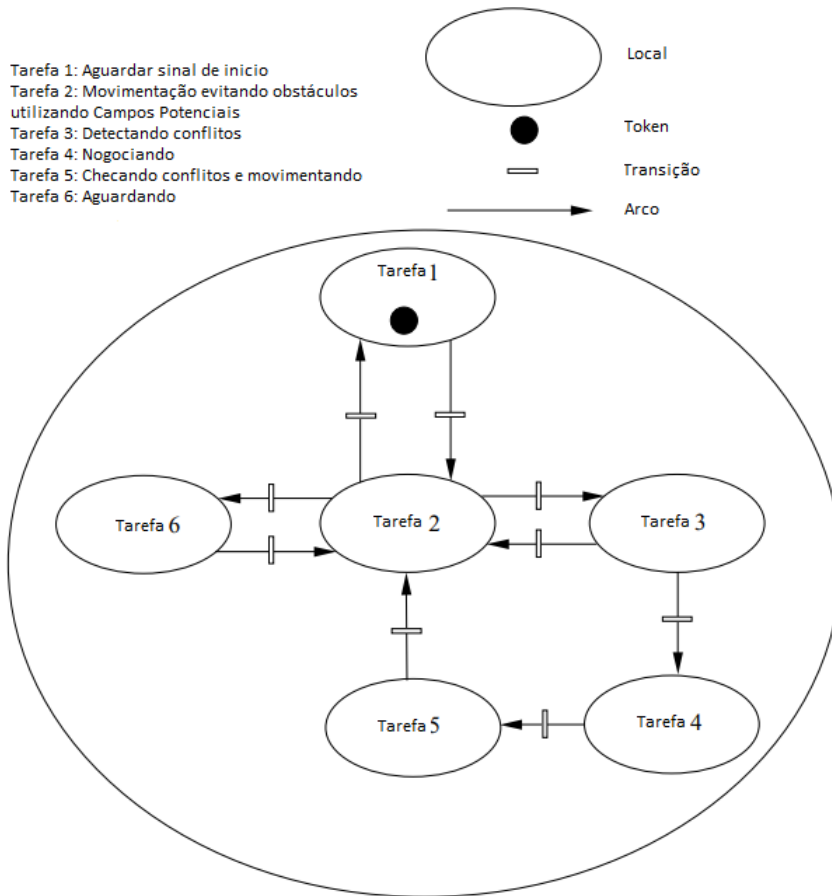 Tarefa 1: Aguardar sinal de inicio
Tarefa 2: Movimentação evitando obstáculos
utilizando Campos Potenciais
Tarefa 3: Detectando conflitos
Tarefa 4: Nogociando
Tarefa 5: Checando conflitos e movimentando
Tarefa 6: Aguardando
Local
Token
Transição
Arco
Tarefa 1
Tarefa 6
Tarefa 2
Tarefa 3
Tarefa 5
Tarefa 4